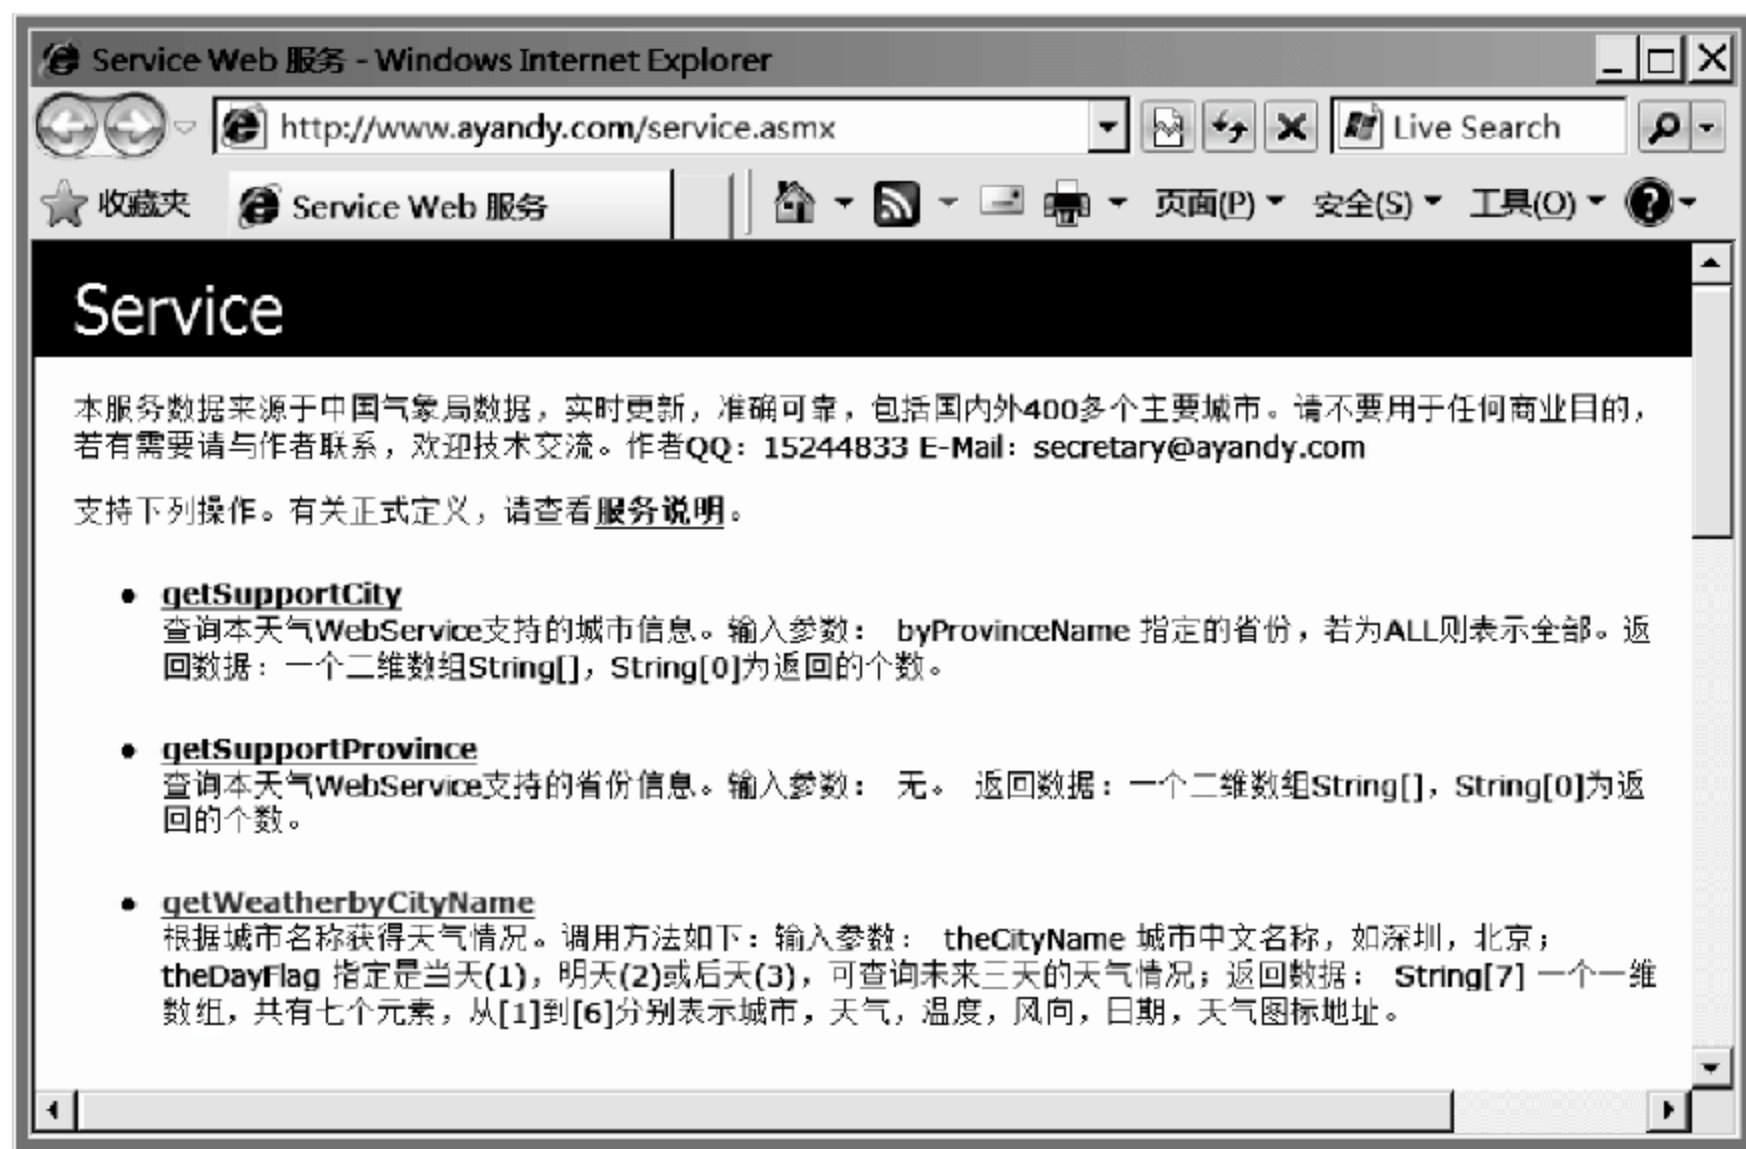 Service Web 服务 - Windows Internet Explorer
http://www.ayandy.com/service.asmx
Live Search
收藏夹
Service Web 服务
页面(P)
安全(S)
工具(O)
Service
本服务数据来源于中国气象局数据，实时更新，准确可靠，包括国内外400多个主要城市。请不要用于任何商业目的，
若有需要请与作者联系，欢迎技术交流。作者QQ：15244833 E-Mail：secretary@ayandy.com
支持下列操作。有关正式定义，请查看服务说明。
• getSupportCity
查询本天气WebService支持的城市信息。输入参数： byProvinceName 指定的省份，若为ALL则表示全部。返
回数据：一个二维数组String[]，String[0]为返回的个数。
• getSupportProvince
查询本天气WebService支持的省份信息。输入参数： 无。 返回数据：一个二维数组String[]，String[0]为返
回的个数。
• getWeatherbyCityName
根据城市名称获得天气情况。调用方法如下：输入参数： theCityName 城市中文名称，如深圳，北京；
theDayFlag 指定是当天(1)，明天(2)或后天(3)，可查询未来三天的天气情况；返回数据： String[7] 一个一维
数组，共有七个元素，从[1]到[6]分别表示城市，天气，温度，风向，日期，天气图标地址。